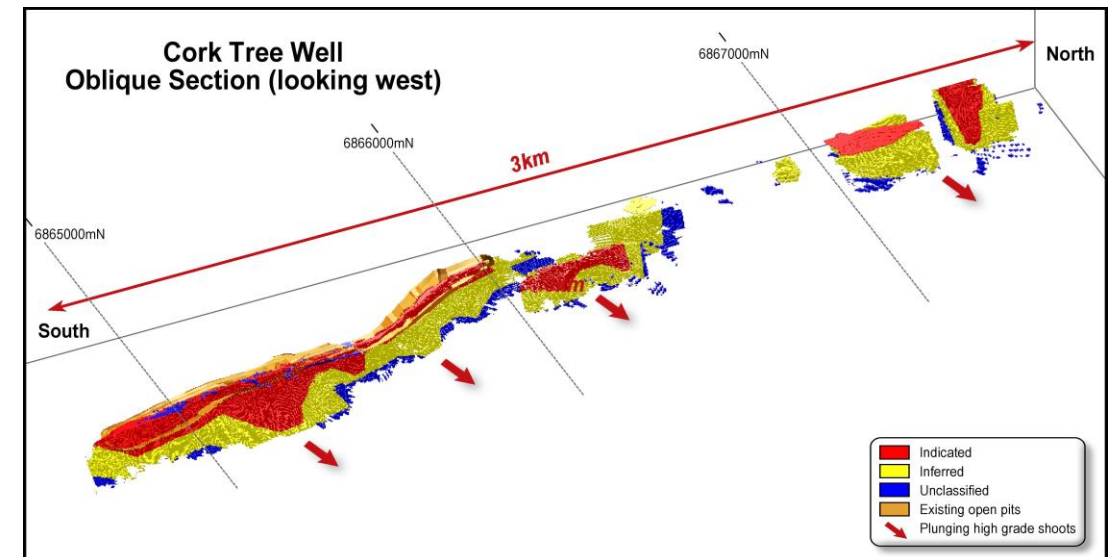 Cork Tree Well
Oblique Section (looking west)
6867000mN
North
6866000mN
3km
6865000mN
South
Indicated
Inferred
Unclassified
Existing open pits
Plunging high grade shoots